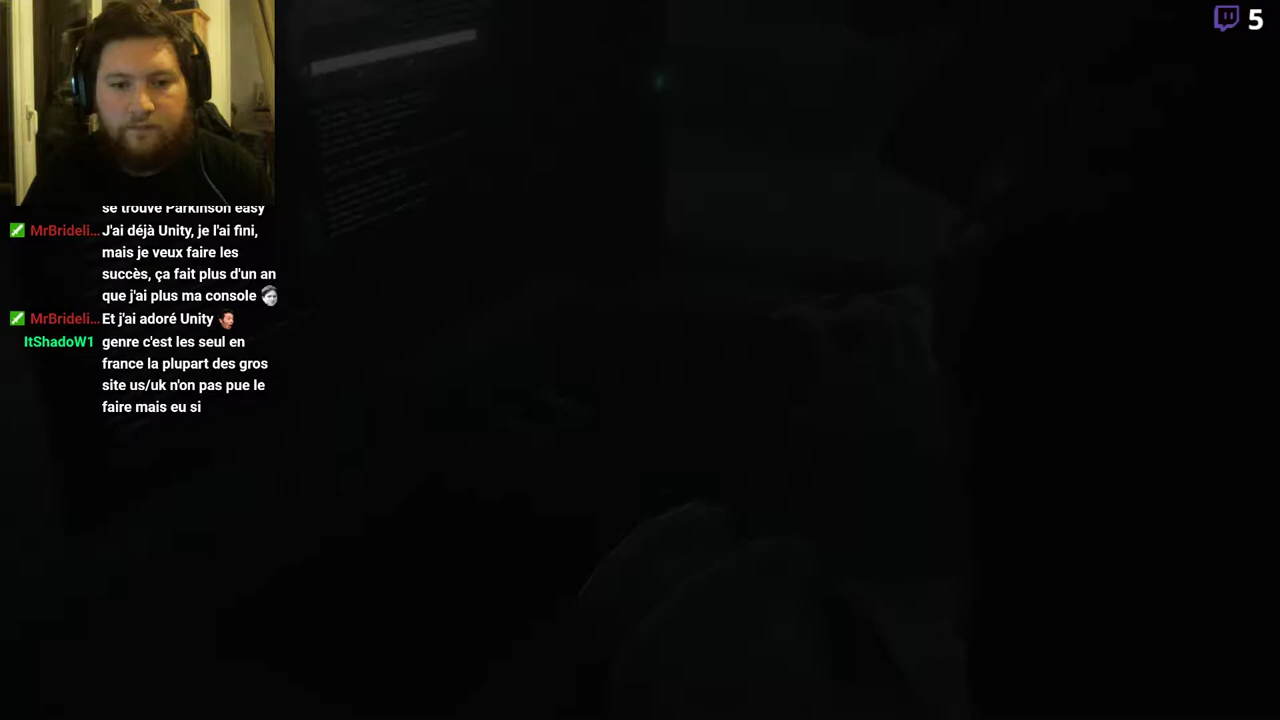 5
se trouve Parkinson easy
MrBrideli... J'ai déjà Unity, je l'ai fini,
mais je veux faire les
succès, ça fait plus d'un an
que j'ai plus ma console
MrBrideli... Et j'ai adoré Unity
ItShadoW1 genre c'est les seul en
france la plupart des gros
site us/uk n'on pas pue le
faire mais eu si